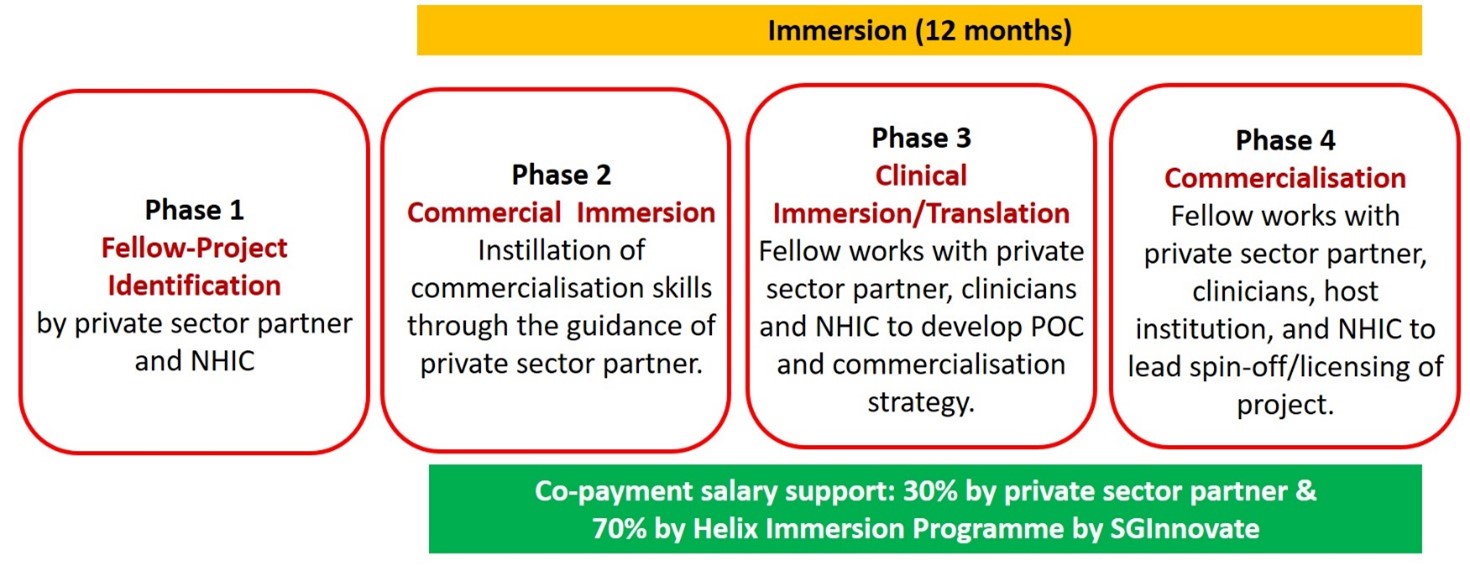 Immersion (12 months)
Phase 1
Fellow-Project
Identification
by private sector partner
and NHIC
Phase 2
Commercial Immersion
Instillation of
commercialisation skills
through the guidance of
private sector partner.
Phase 3
Clinical
Immersion/Translation
Fellow works with private
sector partner, clinicians
and NHIC to develop POC
and commercialisation
strategy.
Phase 4
Commercialisation
Fellow works with
private sector partner,
clinicians, host
institution, and NHIC to
lead spin-off/licensing of
project.
Co-payment salary support: 30% by private sector partner &
70% by Helix Immersion Programme by SGInnovate